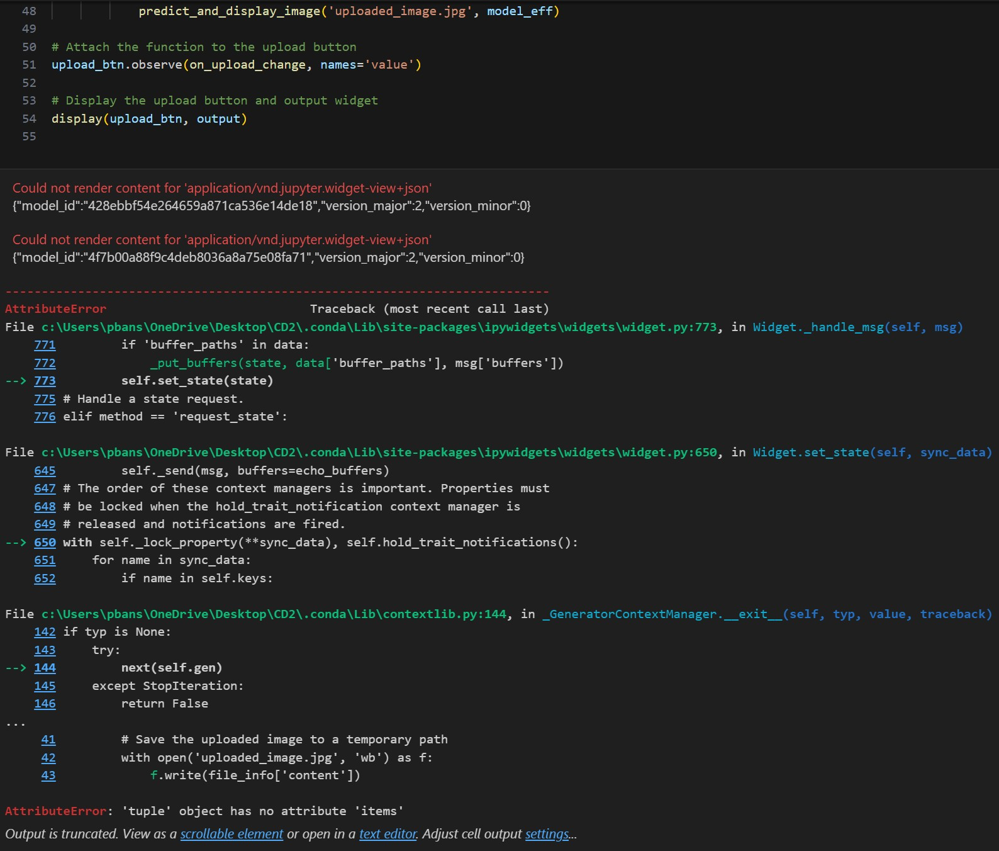 48 predict_and_display_image('uploaded_image.jpg', model_eff)
49
50 # Attach the function to the upload button
51 upload_btn.observe(on_upload_change, names='value')
52
53 # Display the upload button and output widget
54 display(upload_btn, output)
55
Could not render content for 'application/vnd.jupyter.widget-view+json'
{"model_id":"428ebbf54e264659a871ca536e14de18","version_major":2,"version_minor":0}
Could not render content for 'application/vnd.jupyter.widget-view+json'
{"model_id":"4f7b00a88f9c4deb8036a8a75e08fa71","version_major":2,"version_minor":0}
---------------------------------------------------------------------------
AttributeError Traceback (most recent call last)
File c:\Users\pbans\OneDrive\Desktop\CD2\.conda\Lib\site-packages\ipywidgets\widgets\widget.py:773, in Widget._handle_msg(self, msg)
771 if 'buffer_paths' in data:
772 _put_buffers(state, data['buffer_paths'], msg['buffers'])
--> 773 self.set_state(state)
775 # Handle a state request.
776 elif method == 'request_state':
File c:\Users\pbans\OneDrive\Desktop\CD2\.conda\Lib\site-packages\ipywidgets\widgets\widget.py:650, in Widget.set_state(self, sync_data)
645 self._send(msg, buffers=echo_buffers)
647 # The order of these context managers is important. Properties must
648 # be locked when the hold_trait_notification context manager is
649 # released and notifications are fired.
--> 650 with self._lock_property(**sync_data), self.hold_trait_notifications():
651 for name in sync_data:
652 if name in self.keys:
File c:\Users\pbans\OneDrive\Desktop\CD2\.conda\Lib\contextlib.py:144, in _GeneratorContextManager.__exit__(self, typ, value, traceback)
142 if typ is None:
143 try:
--> 144 next(self.gen)
145 except StopIteration:
146 return False
...
41 # Save the uploaded image to a temporary path
42 with open('uploaded_image.jpg', 'wb') as f:
43 f.write(file_info['content'])
AttributeError: 'tuple' object has no attribute 'items'
Output is truncated. View as a scrollable element or open in a text editor. Adjust cell output settings...